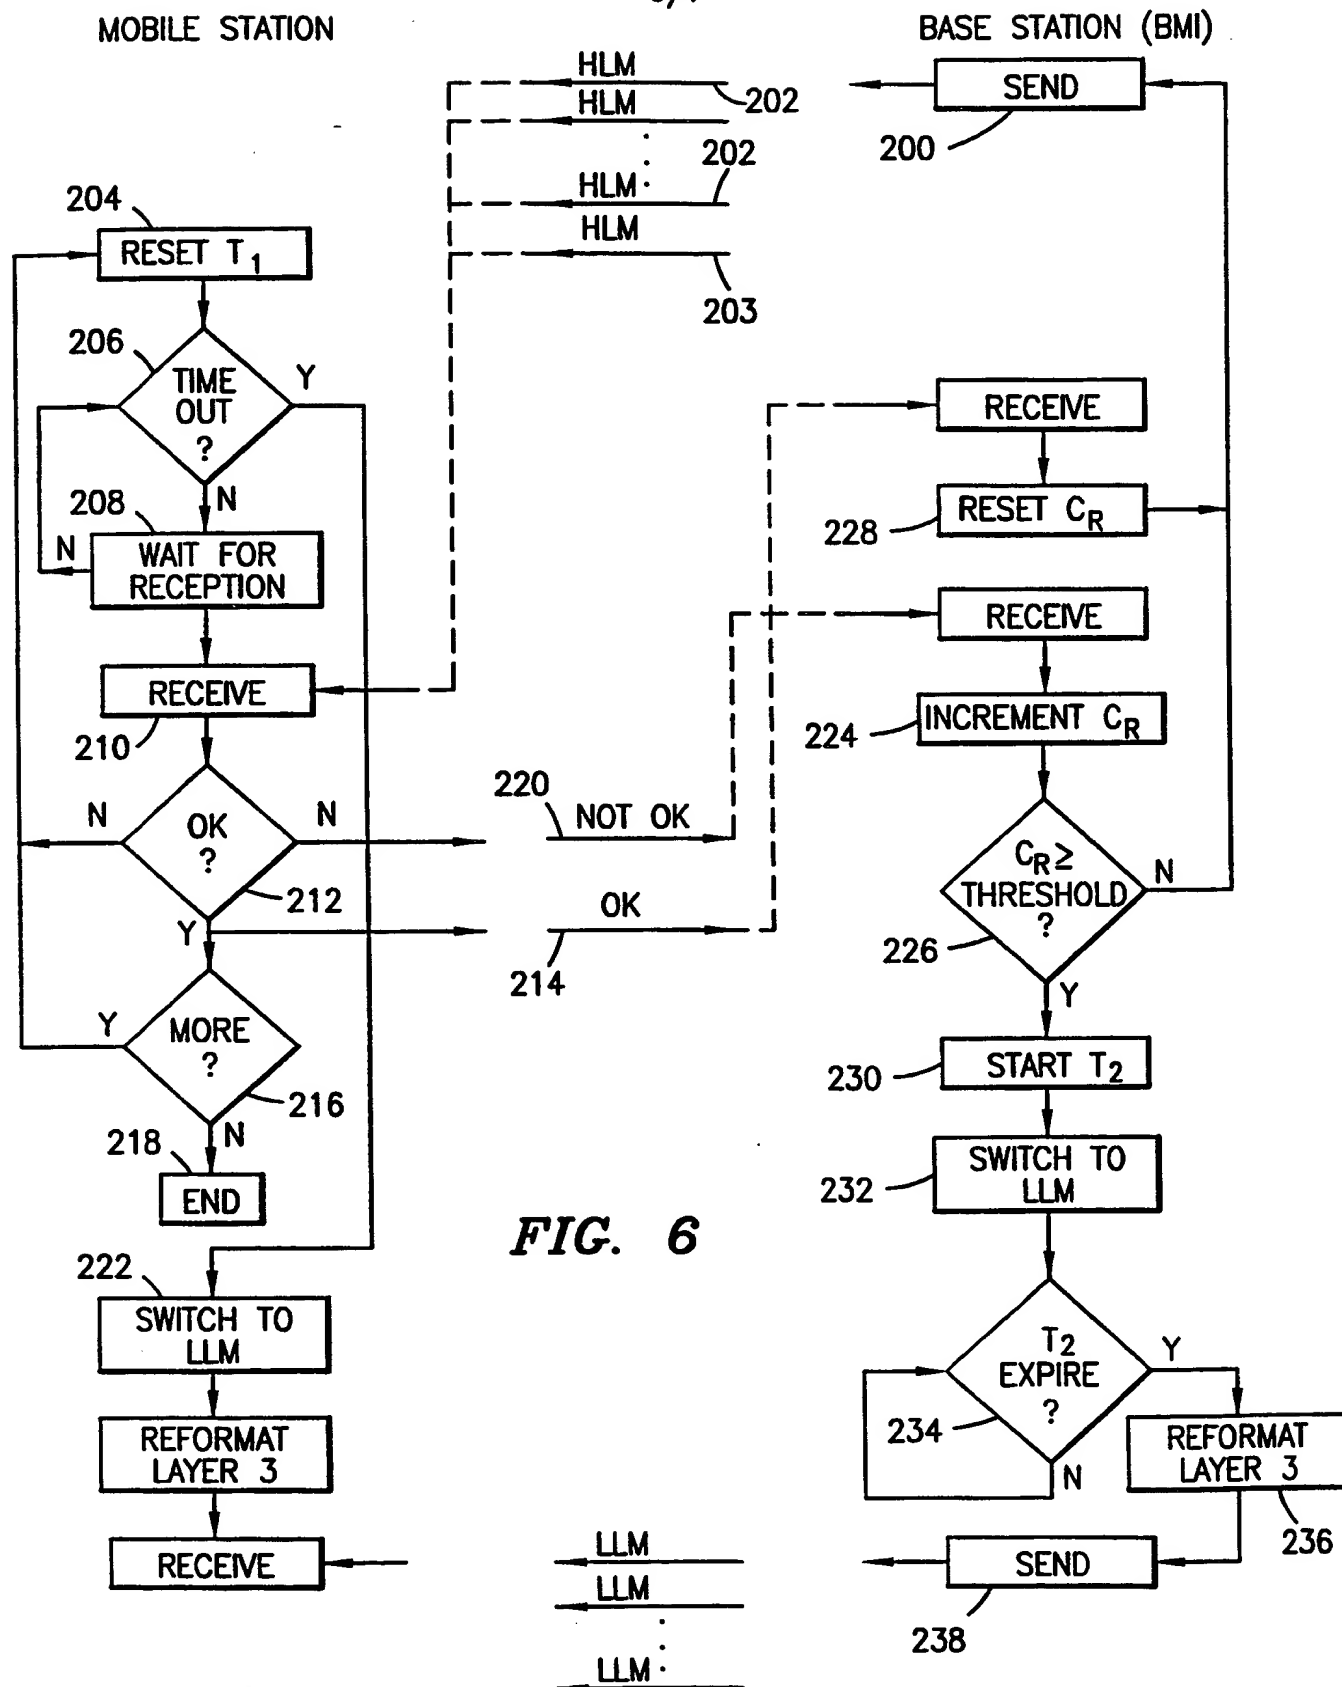 MOBILE STATION
BASE STATION (BMI)
HLM
202
SEND
200
HLM
202
HLM
HLM
203
204
RESET T1
206
TIME
OUT
?
Y
N
208
WAIT FOR
RECEPTION
N
RECEIVE
210
OK
?
N
N
212
Y
MORE
?
Y
216
N
218
END
222
SWITCH TO
LLM
REFORMAT
LAYER 3
RECEIVE
220
NOT OK
OK
214
RECEIVE
RESET CR
228
RECEIVE
INCREMENT CR
224
CR≥
THRESHOLD
?
N
226
Y
START T2
230
SWITCH TO
LLM
232
T2
EXPIRE
?
Y
234
N
REFORMAT
LAYER 3
236
SEND
238
LLM
LLM
LLM
FIG. 6